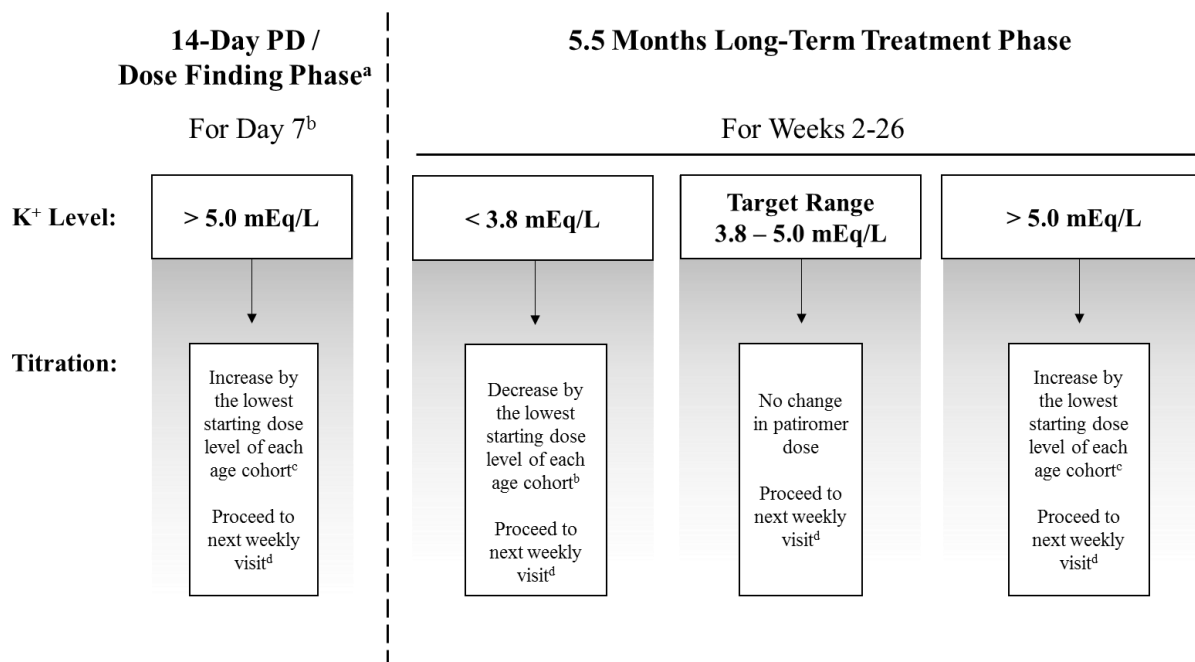 14-Day PD /
Dose Finding Phaseᵃ
5.5 Months Long-Term Treatment Phase
For Day 7ᵇ
For Weeks 2-26
K⁺ Level:
> 5.0 mEq/L
< 3.8 mEq/L
Target Range
3.8 – 5.0 mEq/L
> 5.0 mEq/L
Titration:
Increase by
the lowest
starting dose
level of each
age cohortᶜ
Proceed to
next weekly
visitᵈ
Decrease by
the lowest
starting dose
level of each
age cohortᵇ
Proceed to
next weekly
visitᵈ
No change
in patiromer
dose
Proceed to
next weekly
visitᵈ
Increase by
the lowest
starting dose
level of each
age cohortᶜ
Proceed to
next weekly
visitᵈ